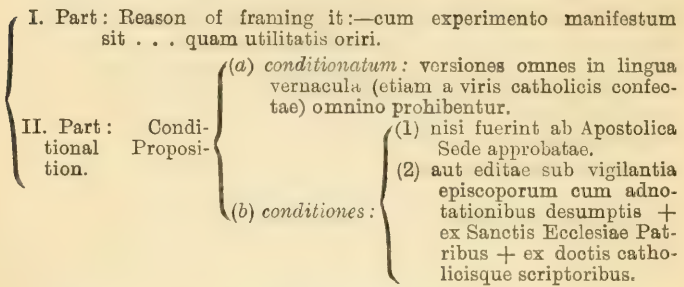 I. Part: Reason of framing it:—cum experimento manifestum
sit . . . quam utilitatis oriri.
II. Part: Condi-
tional Proposi-
tion.
(a) conditionatum: versiones omnes in lingua
vernacula (etiam a viris catholicis confec-
tae) omnino prohibentur.
(b) conditiones:
(1) nisi fuerint ab Apostolica
Sede approbatae.
(2) aut editae sub vigilantia
episcoporum cum adno-
tationibus desumptis +
ex Sanctis Ecclesiae Pat-
ribus + ex doctis catho-
licisque scriptoribus.